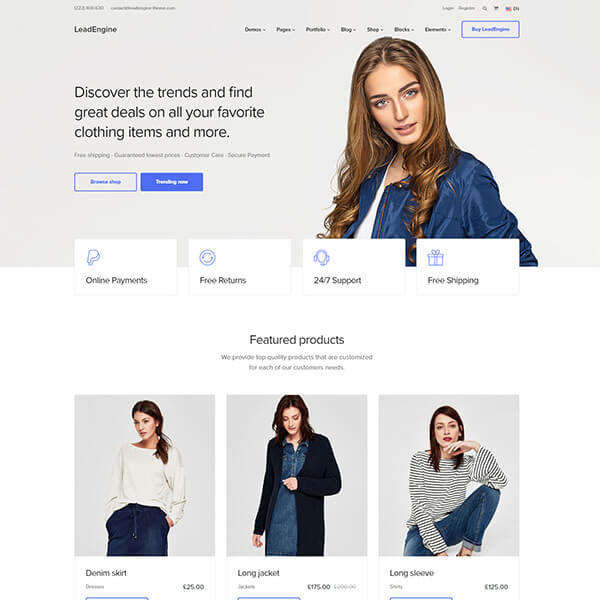 (222) 400-630 contact@leadengine-theme.com Login Register EN
LeadEngine Demos Pages Portfolio Blog Shop Blocks Elements Buy LeadEngine
Discover the trends and find
great deals on all your favorite
clothing items and more.
Free shipping - Guaranteed lowest prices - Customer Care - Secure Payment
Browse shop Trending now
Online Payments Free Returns 24/7 Support Free Shipping
Featured products
We provide top quality products that are customized
for each of our customers needs.
Denim skirt Long jacket Long sleeve
Dresses £25.00 Jackets £175.00 £200.00 Shirts £125.00